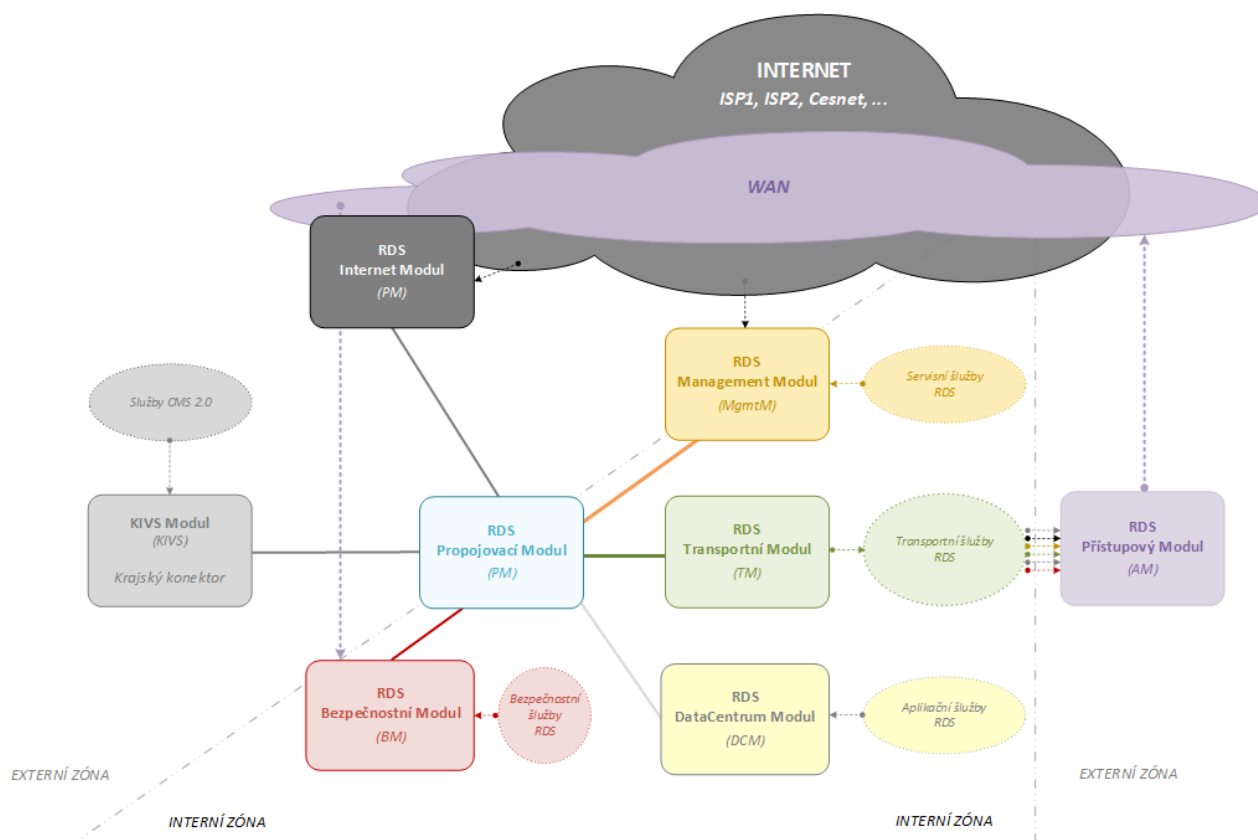 INTERNET
ISP1, ISP2, Cesnet, ...
WAN
RDS
Internet Modul
(PM)
RDS
Management Modul
(MgmtM)
Servisní služby
RDS
Služby CMS 2.0
KIVS Modul
(KIVS)
Krajský konektor
RDS
Propojovací Modul
(PM)
RDS
Transportní Modul
(TM)
Transportní služby
RDS
RDS
Přístupový Modul
(AM)
RDS
Bezpečnostní Modul
(BM)
Bezpečnostní
služby
RDS
RDS
DataCentrum Modul
(DCM)
Aplikační služby
RDS
EXTERNÍ ZÓNA
INTERNÍ ZÓNA
INTERNÍ ZÓNA
EXTERNÍ ZÓNA